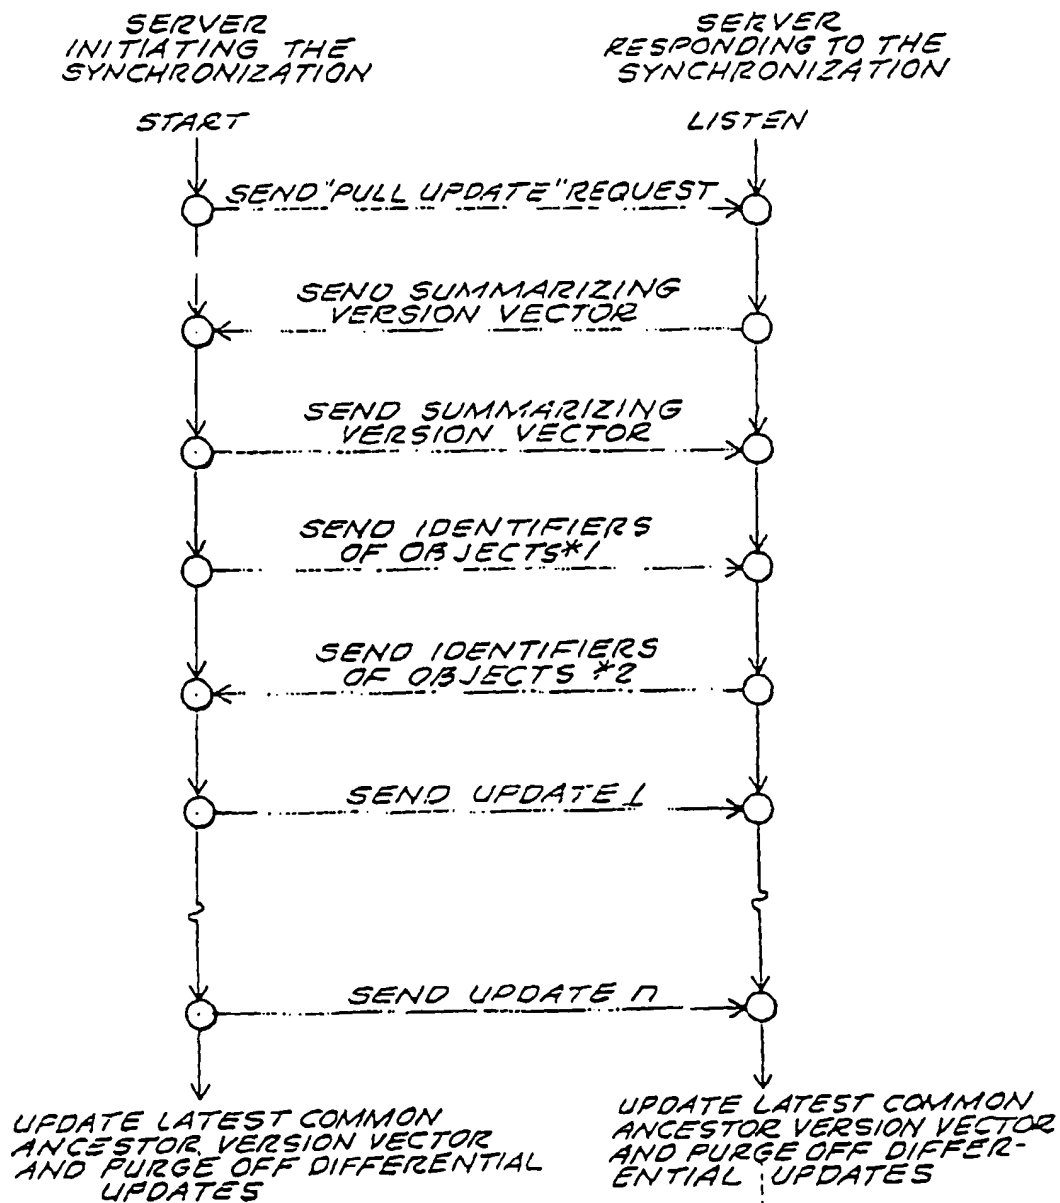 SERVER
INITIATING THE
SYNCHRONIZATION
SERVER
RESPONDING TO THE
SYNCHRONIZATION
START
LISTEN
SEND "PULL UPDATE" REQUEST
SEND SUMMARIZING
VERSION VECTOR
SEND SUMMARIZING
VERSION VECTOR
SEND IDENTIFIERS
OF OBJECTS*1
SEND IDENTIFIERS
OF OBJECTS *2
SEND UPDATE 1
SEND UPDATE n
UPDATE LATEST COMMON
ANCESTOR VERSION VECTOR
AND PURGE OFF DIFFERENTIAL
UPDATES
UPDATE LATEST COMMON
ANCESTOR VERSION VECTOR
AND PURGE OFF DIFFER-
ENTIAL UPDATES